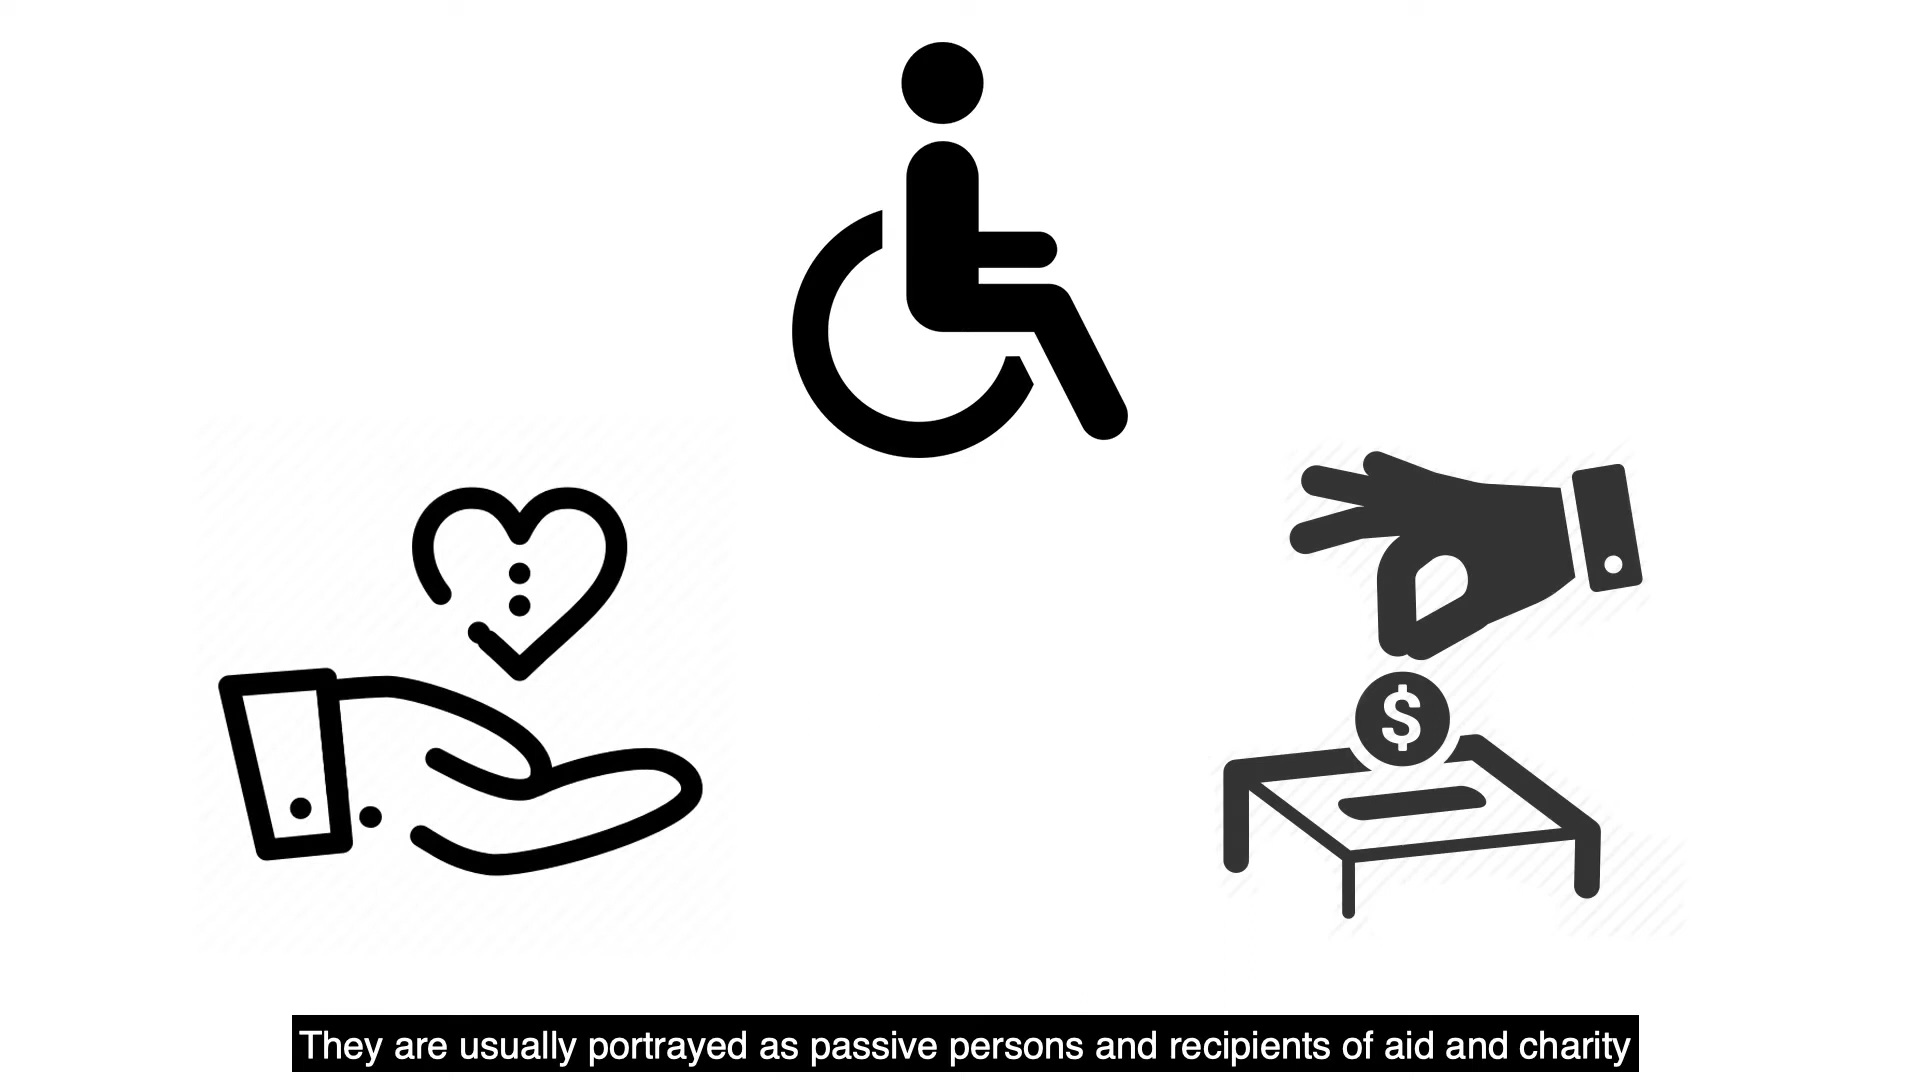 $
They are usually portrayed as passive persons and recipients of aid and charity